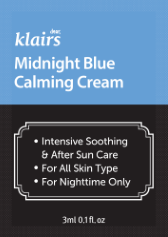 dear,
klairs
Midnight Blue
Calming Cream
• Intensive Soothing
& After Sun Care
• For All Skin Type
• For Nighttime Only
3ml 0.1fl.oz